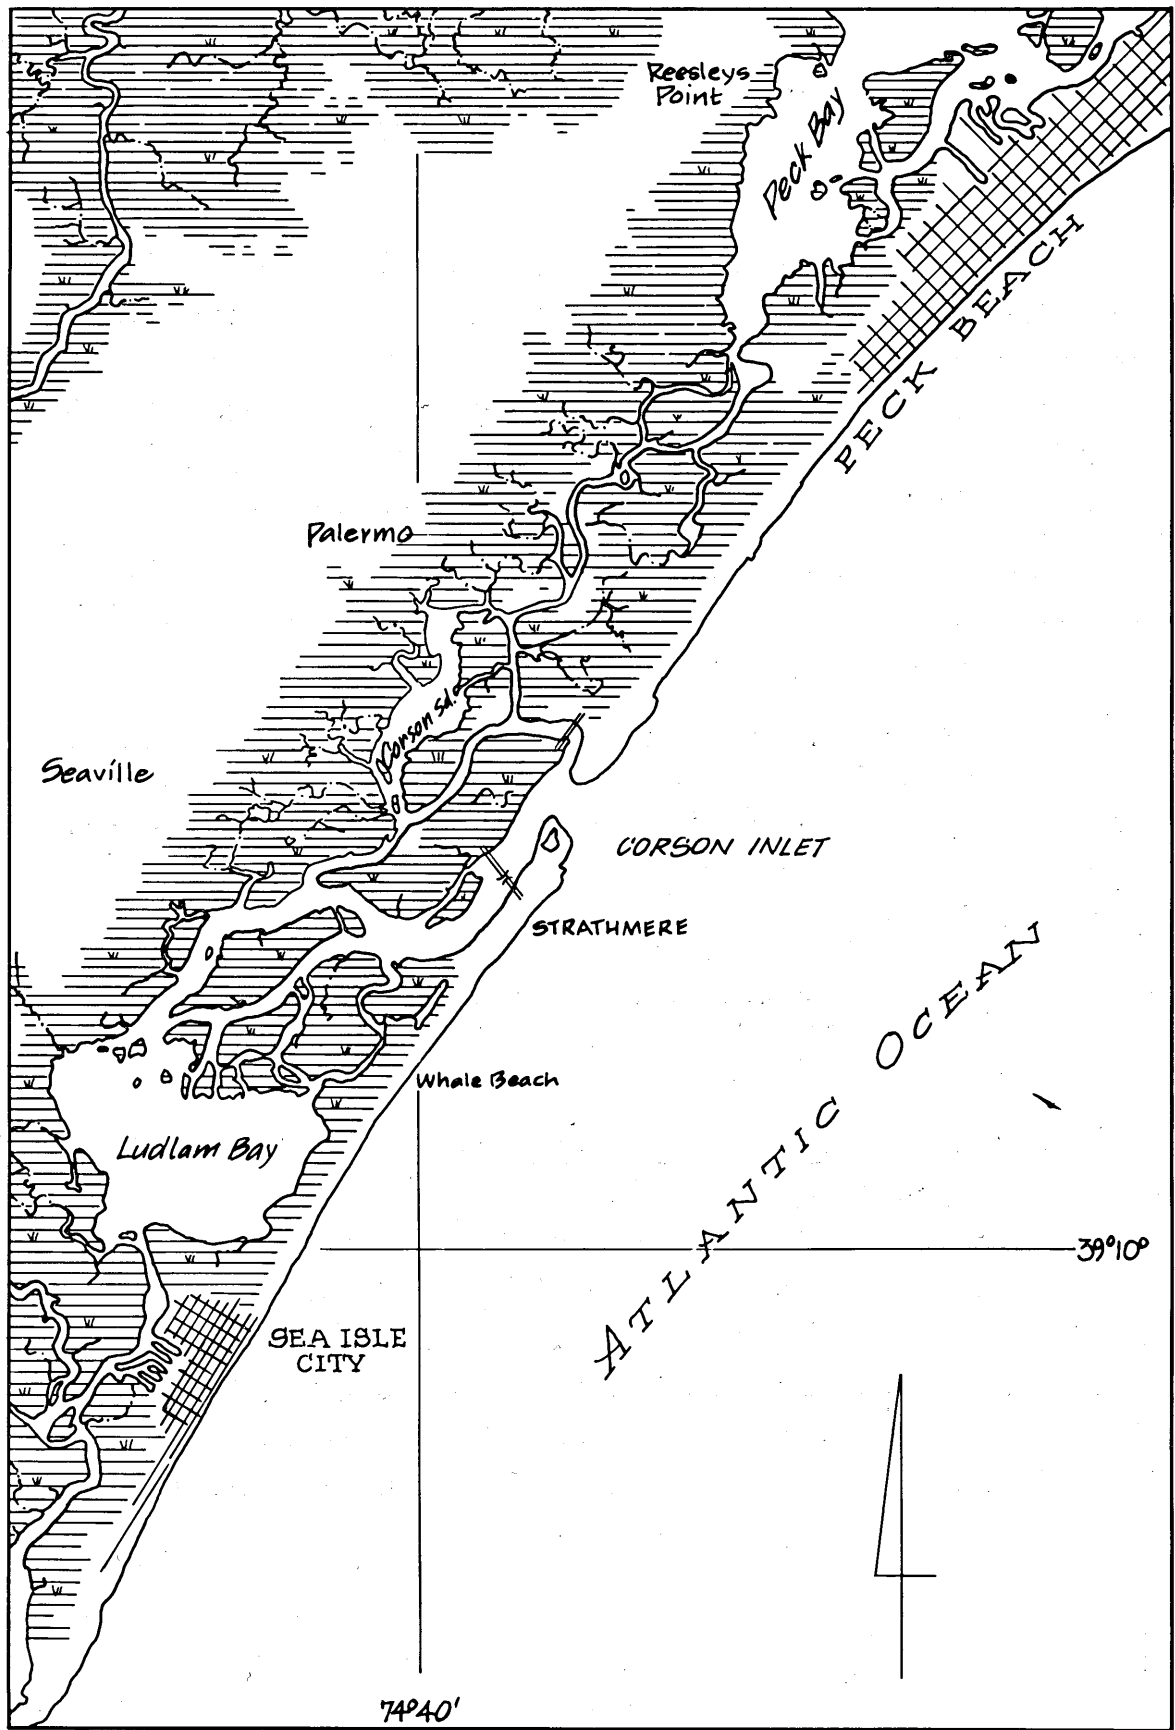 Reesleys
Point
Peck Bay
PECK BEACH
Palermo
Corson Sd.
Seaville
CORSON INLET
STRATHMERE
ATLANTIC OCEAN
Whale Beach
Ludlam Bay
39°10°
SEA ISLE
CITY
74°40'